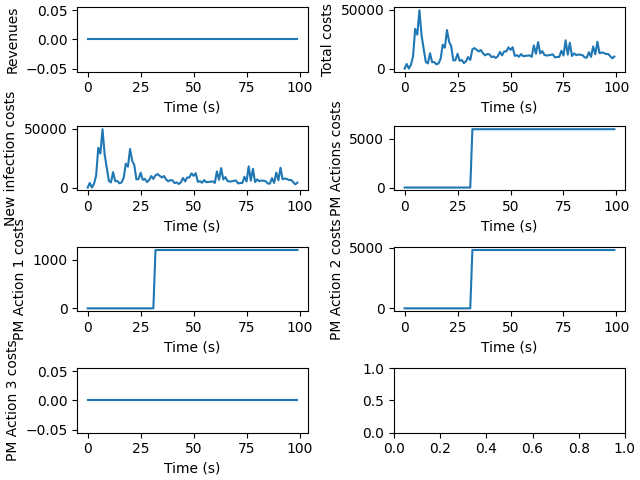 Revenues
0.05
0.00
−0.05
0 25 50 75 100
Time (s)
Total costs
50000
0
0 25 50 75 100
Time (s)
New infection costs
50000
0
0 25 50 75 100
Time (s)
PM Actions costs
5000
0
0 25 50 75 100
Time (s)
PM Action 1 costs
1000
0
0 25 50 75 100
Time (s)
PM Action 2 costs
5000
0
0 25 50 75 100
Time (s)
PM Action 3 costs
0.05
0.00
−0.05
0 25 50 75 100
Time (s)
1.0
0.5
0.0
0.0 0.2 0.4 0.6 0.8 1.0